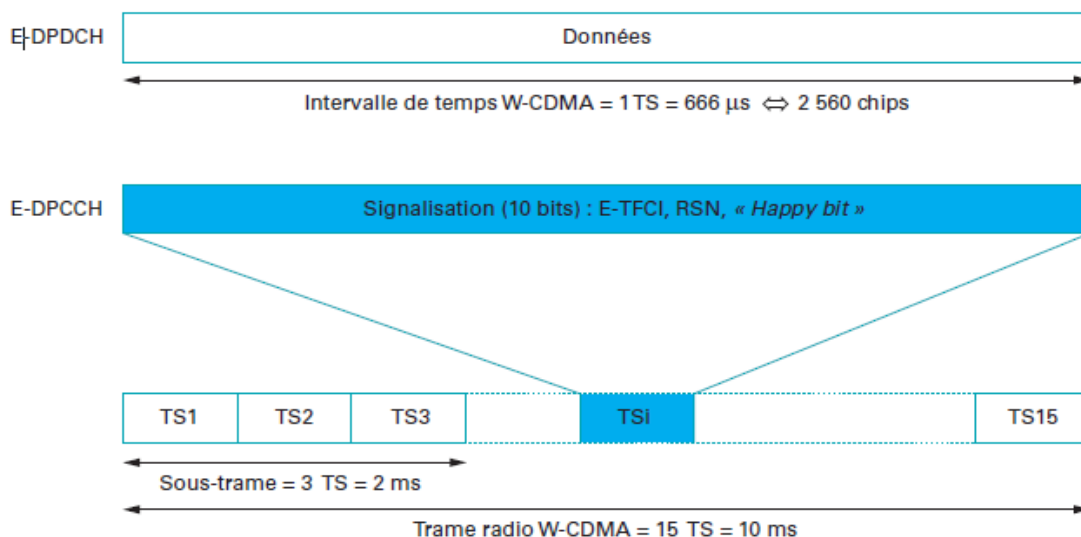 E-DPDCH
Données
Intervalle de temps W-CDMA = 1 TS = 666 µs ⇔ 2 560 chips
E-DPCCH
Signalisation (10 bits) : E-TFCI, RSN, « Happy bit »
TS1 TS2 TS3 TSi TS15
Sous-trame = 3 TS = 2 ms
Trame radio W-CDMA = 15 TS = 10 ms